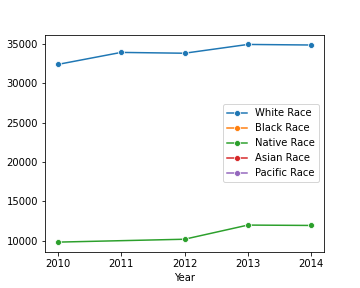 35000
30000
25000
20000
15000
10000
White Race
Black Race
Native Race
Asian Race
Pacific Race
2010 2011 2012 2013 2014
Year